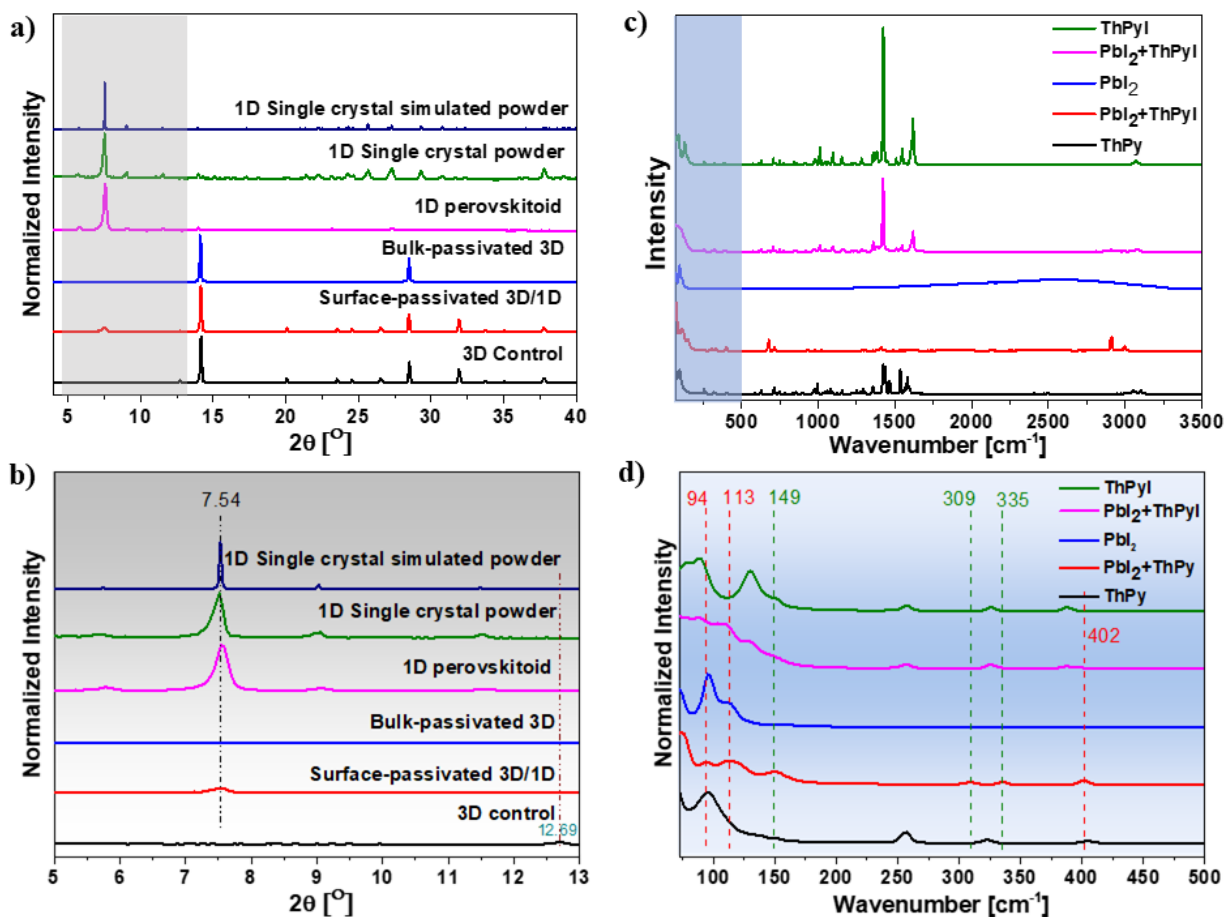 a)
Normalized Intensity
1D Single crystal simulated powder
1D Single crystal powder
1D perovskitoid
Bulk-passivated 3D
Surface-passivated 3D/1D
3D Control
5 10 15 20 25 30 35 40
2θ [O]
c)
Intensity
ThPyI
PbI2+ThPyI
PbI2
PbI2+ThPyI
ThPy
500 1000 1500 2000 2500 3000 3500
Wavenumber [cm-1]
b)
Normalized Intensity
7.54
1D Single crystal simulated powder
1D Single crystal powder
1D perovskitoid
Bulk-passivated 3D
Surface-passivated 3D/1D
3D control
12.69
5 6 7 8 9 10 11 12 13
2θ [O]
d)
Normalized Intensity
94 113 149 309 335
ThPyI
PbI2+ThPyI
PbI2
PbI2+ThPy
ThPy
402
100 150 200 250 300 350 400 450 500
Wavenumber [cm-1]